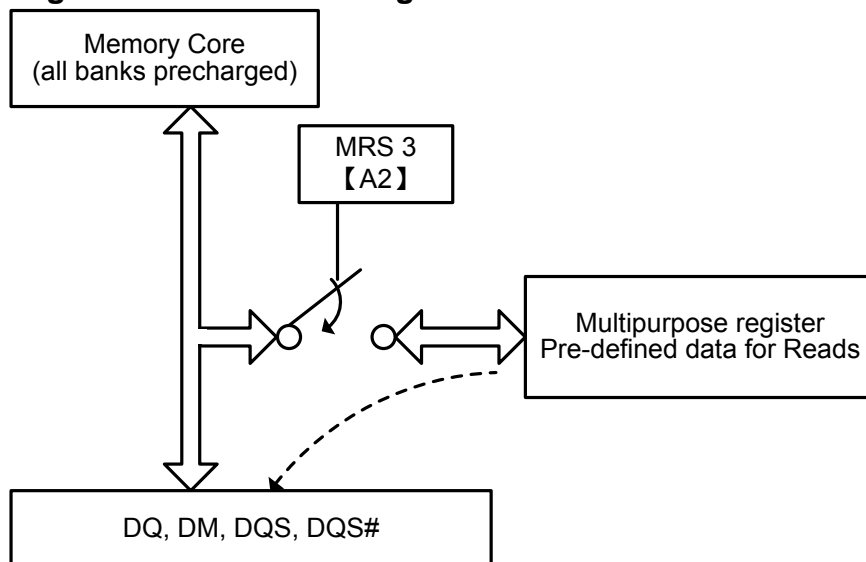 Memory Core
(all banks precharged)
MRS 3
【A2】
Multipurpose register
Pre-defined data for Reads
DQ, DM, DQS, DQS#